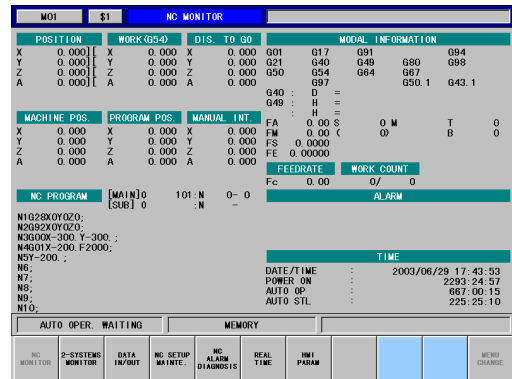 M01 $1 NC MONITOR
POSITION WORK(G54) DIS. TO GO MODAL INFORMATION
X 0.000][ X 0.000 X 0.000 G01 G17 G91 G94
Y 0.000][ Y 0.000 Y 0.000 G21 G40 G49 G80 G98
Z 0.000][ Z 0.000 Z 0.000 G50 G54 G64 G67
A 0.000][ A 0.000 A 0.000 G97 G50.1 G43.1
G40 : D =
G49 : H =
: H =
MACHINE POS. PROGRAM POS. MANUAL INT.
X 0.000 X 0.000 X 0.000 FA 0.00 S 0 M T 0
Y 0.000 Y 0.000 Y 0.000 FM 0.00 ( 0) B 0
Z 0.000 Z 0.000 Z 0.000 FS 0.0000
A 0.000 A 0.000 A 0.000 FE 0.00000
FEEDRATE WORK COUNT
Fc 0.00 0/ 0
NC PROGRAM [MAIN]O 101:N 0- 0 ALARM
[SUB] O :N -
N1G28X0Y0Z0;
N2G92X0Y0Z0;
N3G00X-300.Y-300.;
N4G01X-200.F2000;
N5Y-200.;
N6;
N7;
N8;
N9;
N10;
TIME
DATE/TIME : 2003/06/29 17:43:53
POWER ON : 2293:24:57
AUTO OP : 667:00:15
AUTO STL : 225:25:10
AUTO OPER. WAITING MEMORY
NC MONITOR 2-SYSTEMS MONITOR DATA IN/OUT NC SETUP MAINTE. NC ALARM DIAGNOSIS REAL TIME HMI PARAM MENU CHANGE